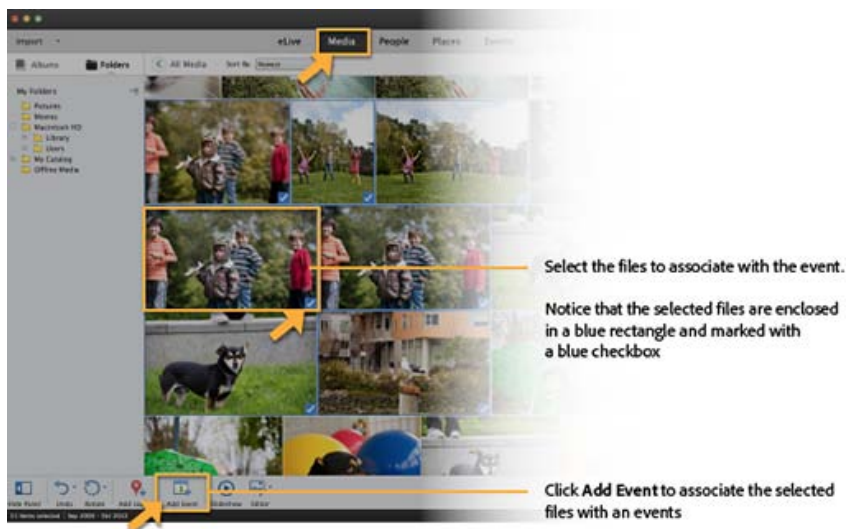 Import
eLive Media People Places Events
Albums Folders < All Media Sort By Newest
My Folders
Pictures
Movies
Macintosh HD
Library
Users
My Catalog
Offline Media
Select the files to associate with the event.
Notice that the selected files are enclosed
in a blue rectangle and marked with
a blue checkbox
Undo Rotate Add Event Slideshow Editor
Click Add Event to associate the selected
files with an events